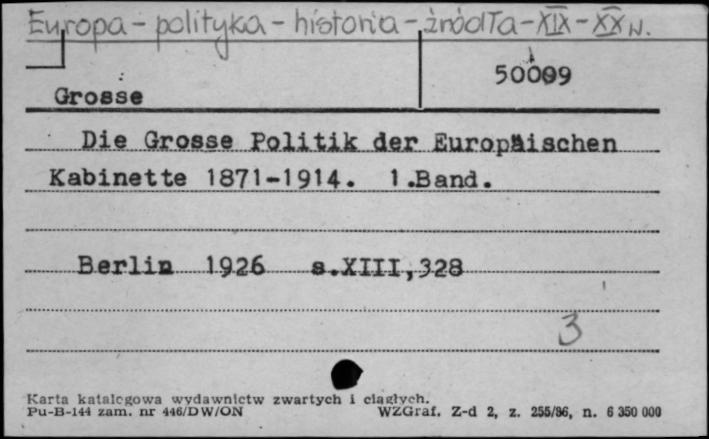 Europa - polityka - historia - źródła - XIX - XX w.
50009
Grosse
Die Grosse Politik der Europäischen
Kabinette 1871-1914. 1.Band.
Berlin 1926 s.XIII,328
3
Karta katalogowa wydawnictw zwartych i ciągłych.
Pu-B-144 zam. nr 446/DW/ON WZGraf. Z-d 2, z. 255/86, n. 6 350 000